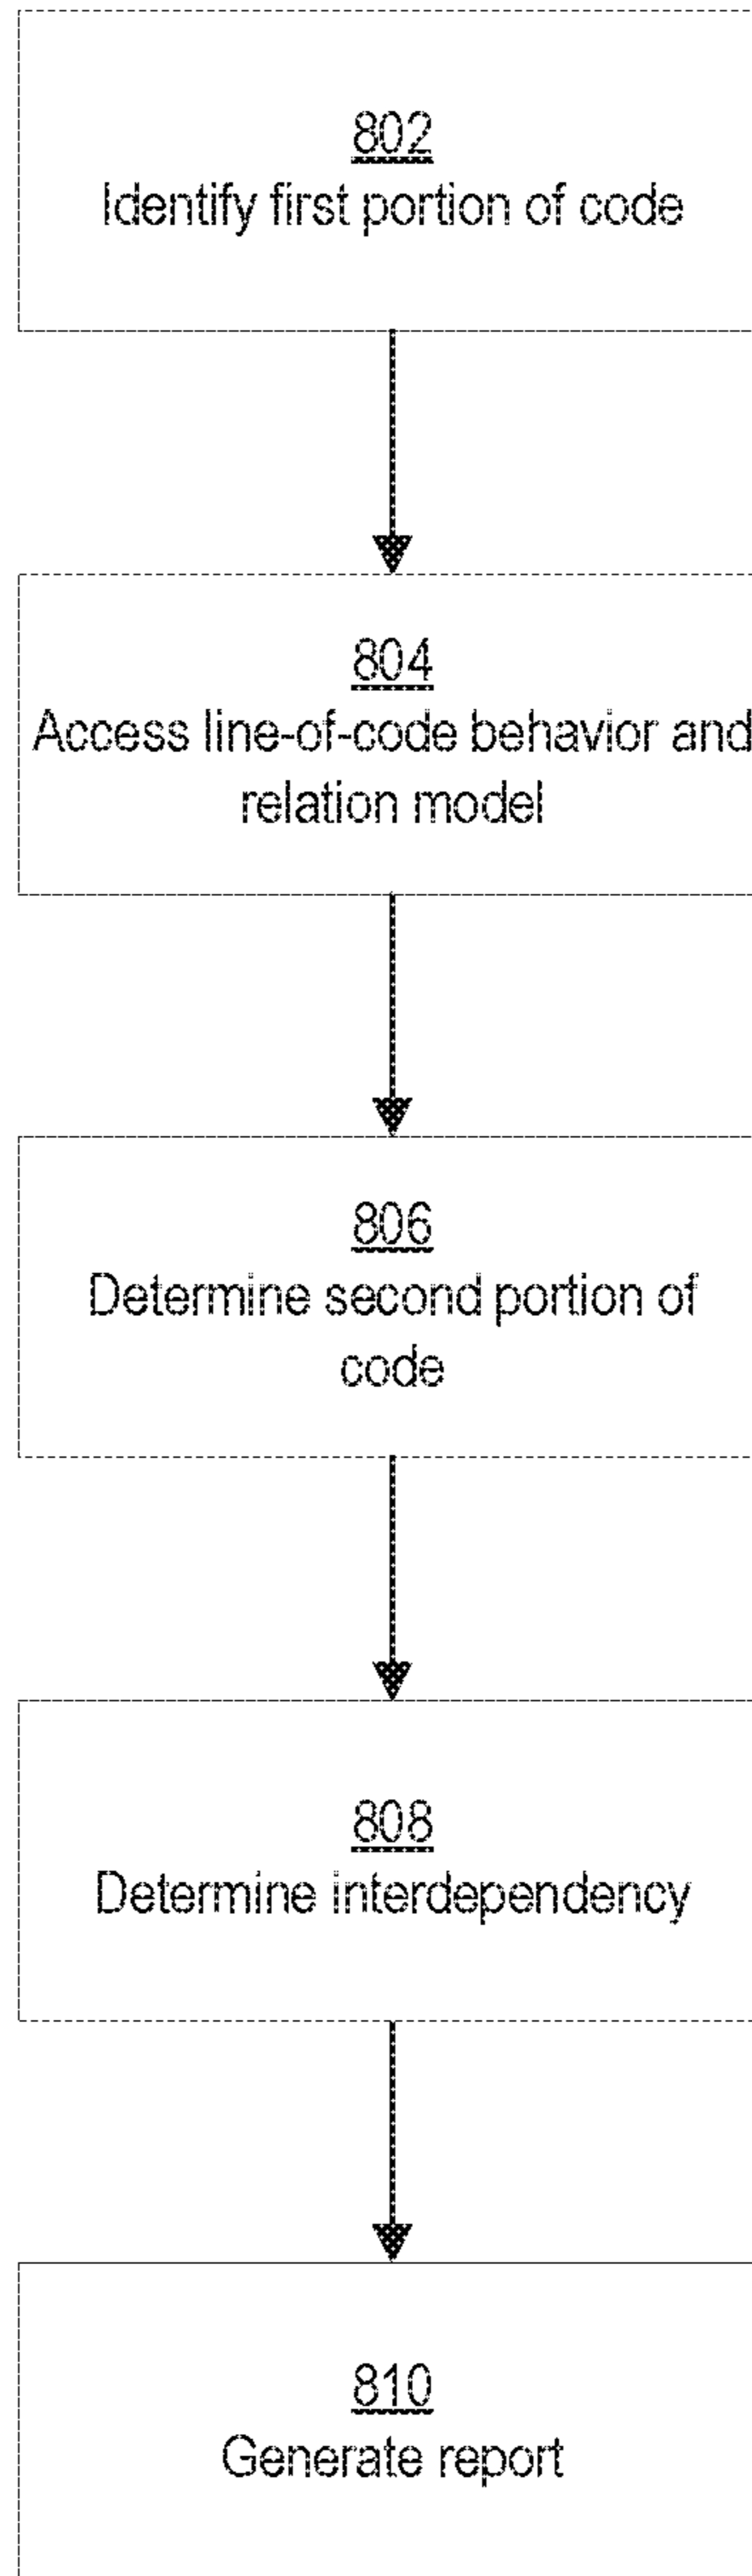 802
Identify first portion of code
804
Access line-of-code behavior and
relation model
806
Determine second portion of
code
808
Determine interdependency
810
Generate report